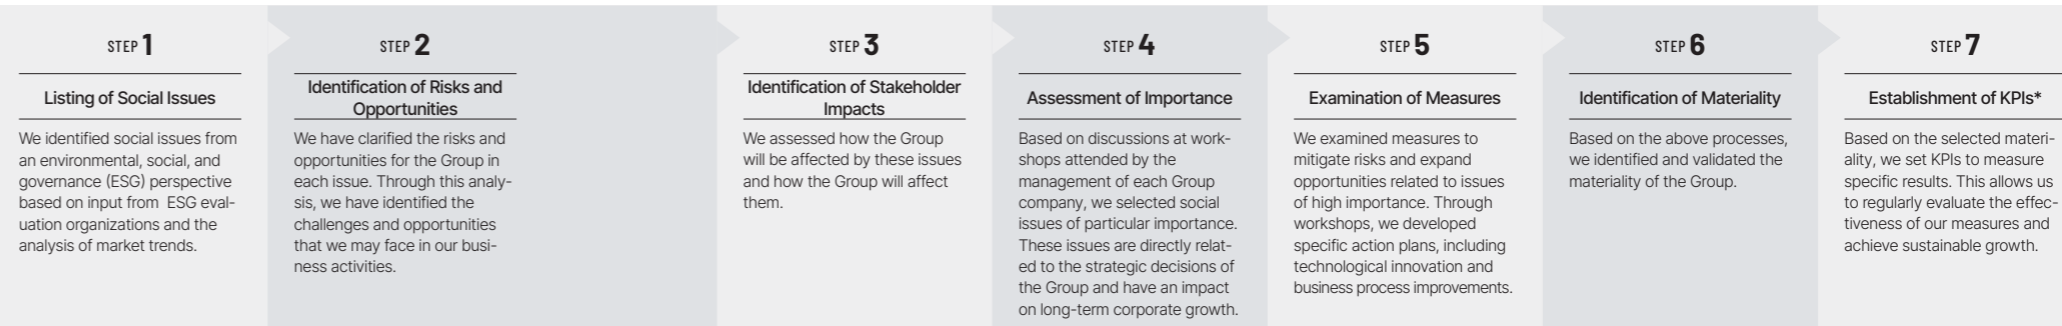 STEP 1
Listing of Social Issues
We identified social issues from
an environmental, social, and
governance (ESG) perspective
based on input from ESG eval-
uation organizations and the
analysis of market trends.
STEP 2
Identification of Risks and
Opportunities
We have clarified the risks and
opportunities for the Group in
each issue. Through this analy-
sis, we have identified the
challenges and opportunities
that we may face in our busi-
ness activities.
STEP 3
Identification of Stakeholder
Impacts
We assessed how the Group
will be affected by these issues
and how the Group will affect
them.
STEP 4
Assessment of Importance
Based on discussions at work-
shops attended by the
management of each Group
company, we selected social
issues of particular importance.
These issues are directly relat-
ed to the strategic decisions of
the Group and have an impact
on long-term corporate growth.
STEP 5
Examination of Measures
We examined measures to
mitigate risks and expand
opportunities related to issues
of high importance. Through
workshops, we developed
specific action plans, including
technological innovation and
business process improvements.
STEP 6
Identification of Materiality
Based on the above processes,
we identified and validated the
materiality of the Group.
STEP 7
Establishment of KPIs*
Based on the selected materi-
ality, we set KPIs to measure
specific results. This allows us
to regularly evaluate the effec-
tiveness of our measures and
achieve sustainable growth.